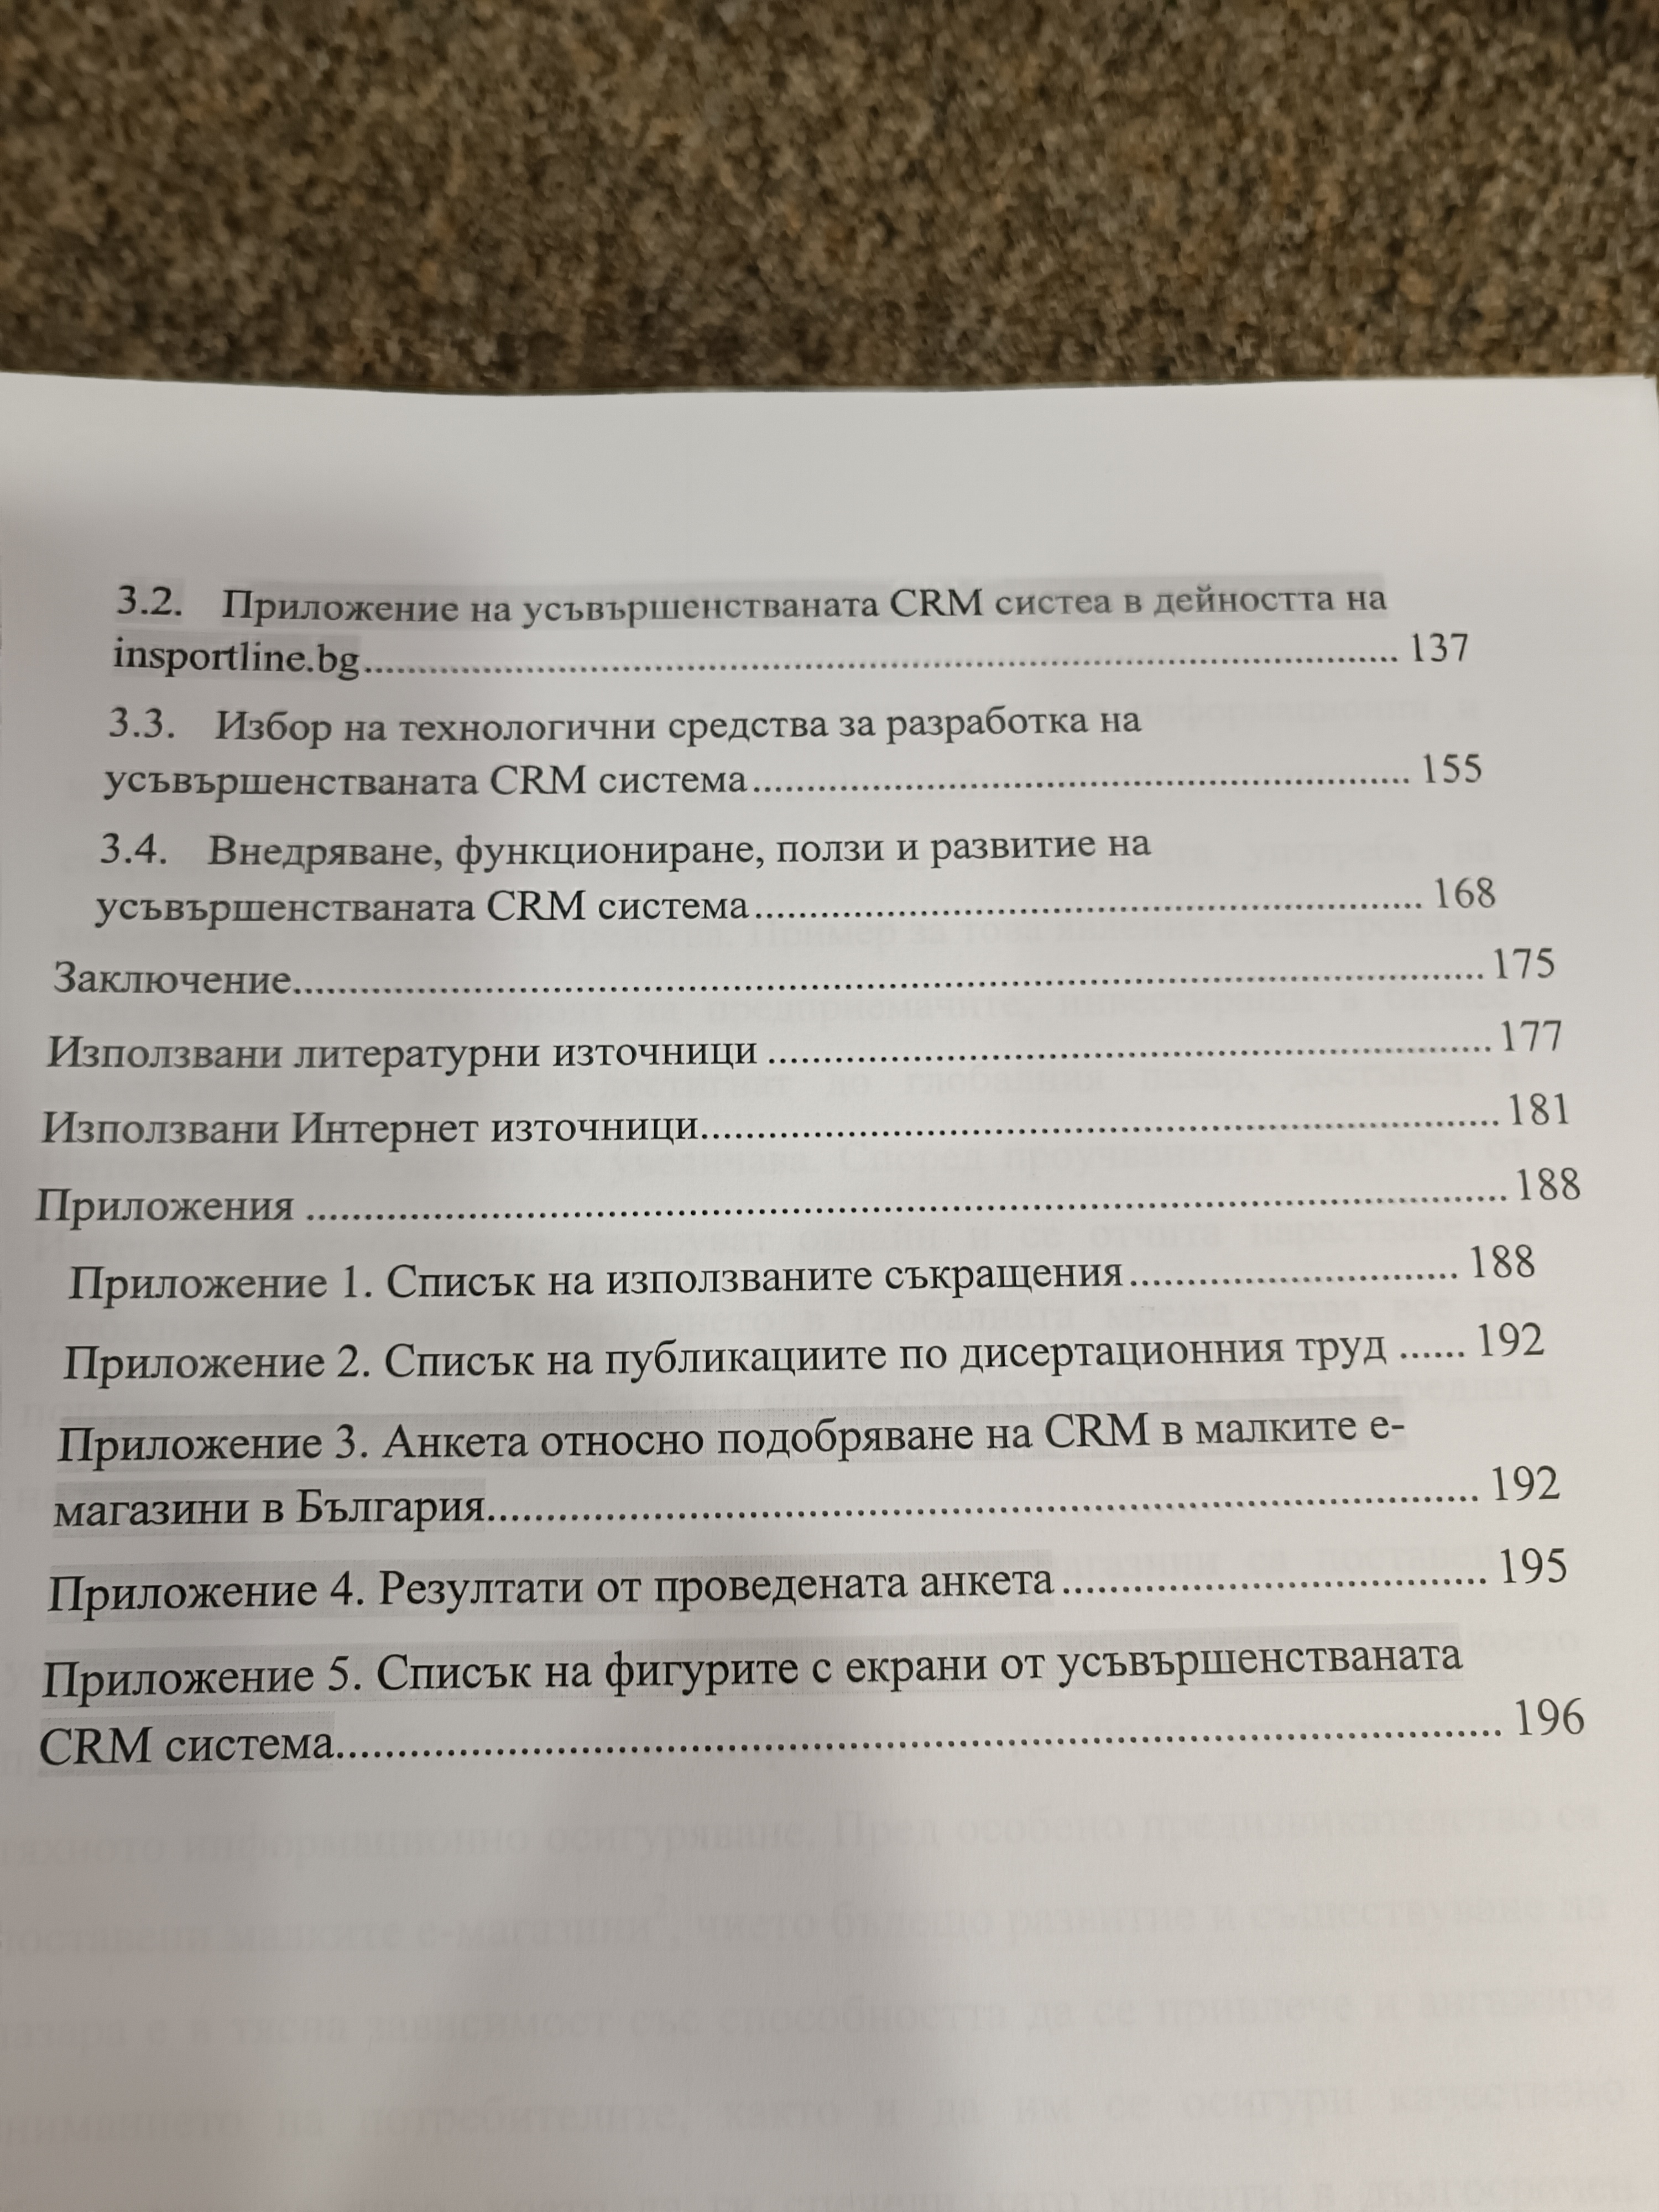 3.2. Приложение на усъвършенстваната CRM систеа в дейността на
insportline.bg........................................................................................ 137
3.3. Избор на технологични средства за разработка на
усъвършенстваната CRM система........................................................ 155
3.4. Внедряване, функциониране, ползи и развитие на
усъвършенстваната CRM система......................................................... 168
Заключение.................................................................................................... 175
Използвани литературни източници ............................................................. 177
Използвани Интернет източници................................................................... 181
Приложения .................................................................................................... 188
Приложение 1. Списък на използваните съкращения............................ 188
Приложение 2. Списък на публикациите по дисертационния труд ...... 192
Приложение 3. Анкета относно подобряване на CRM в малките е-
магазини в България................................................................................... 192
Приложение 4. Резултати от проведената анкета.................................... 195
Приложение 5. Списък на фигурите с екрани от усъвършенстваната
CRM система................................................................................................ 196